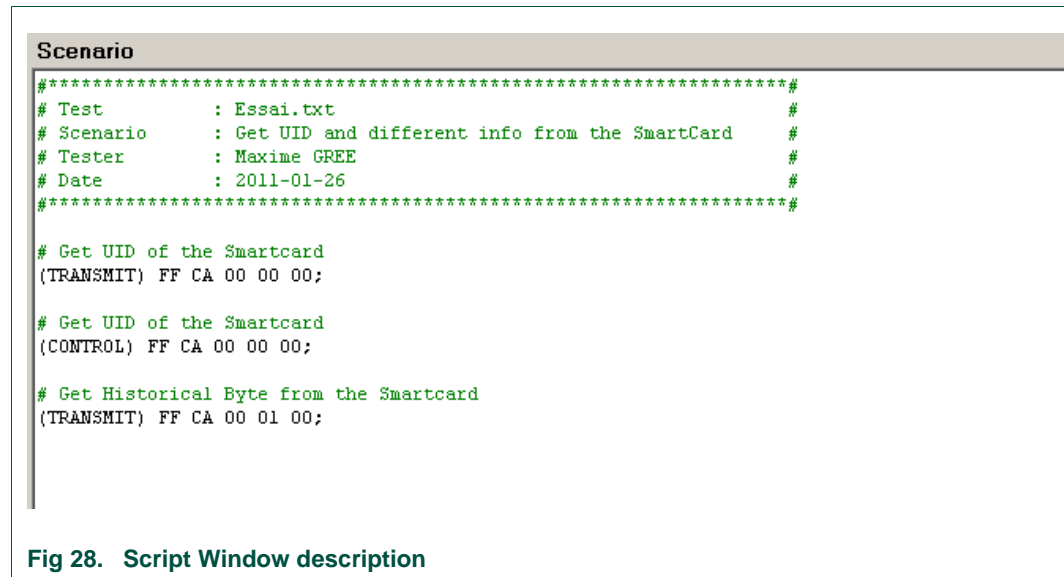 Scenario
#*******************************************************************#
# Test : Essai.txt #
# Scenario : Get UID and different info from the SmartCard #
# Tester : Maxime GREE #
# Date : 2011-01-26 #
#*******************************************************************#
# Get UID of the Smartcard
(TRANSMIT) FF CA 00 00 00;
# Get UID of the Smartcard
(CONTROL) FF CA 00 00 00;
# Get Historical Byte from the Smartcard
(TRANSMIT) FF CA 00 01 00;
Fig 28. Script Window description